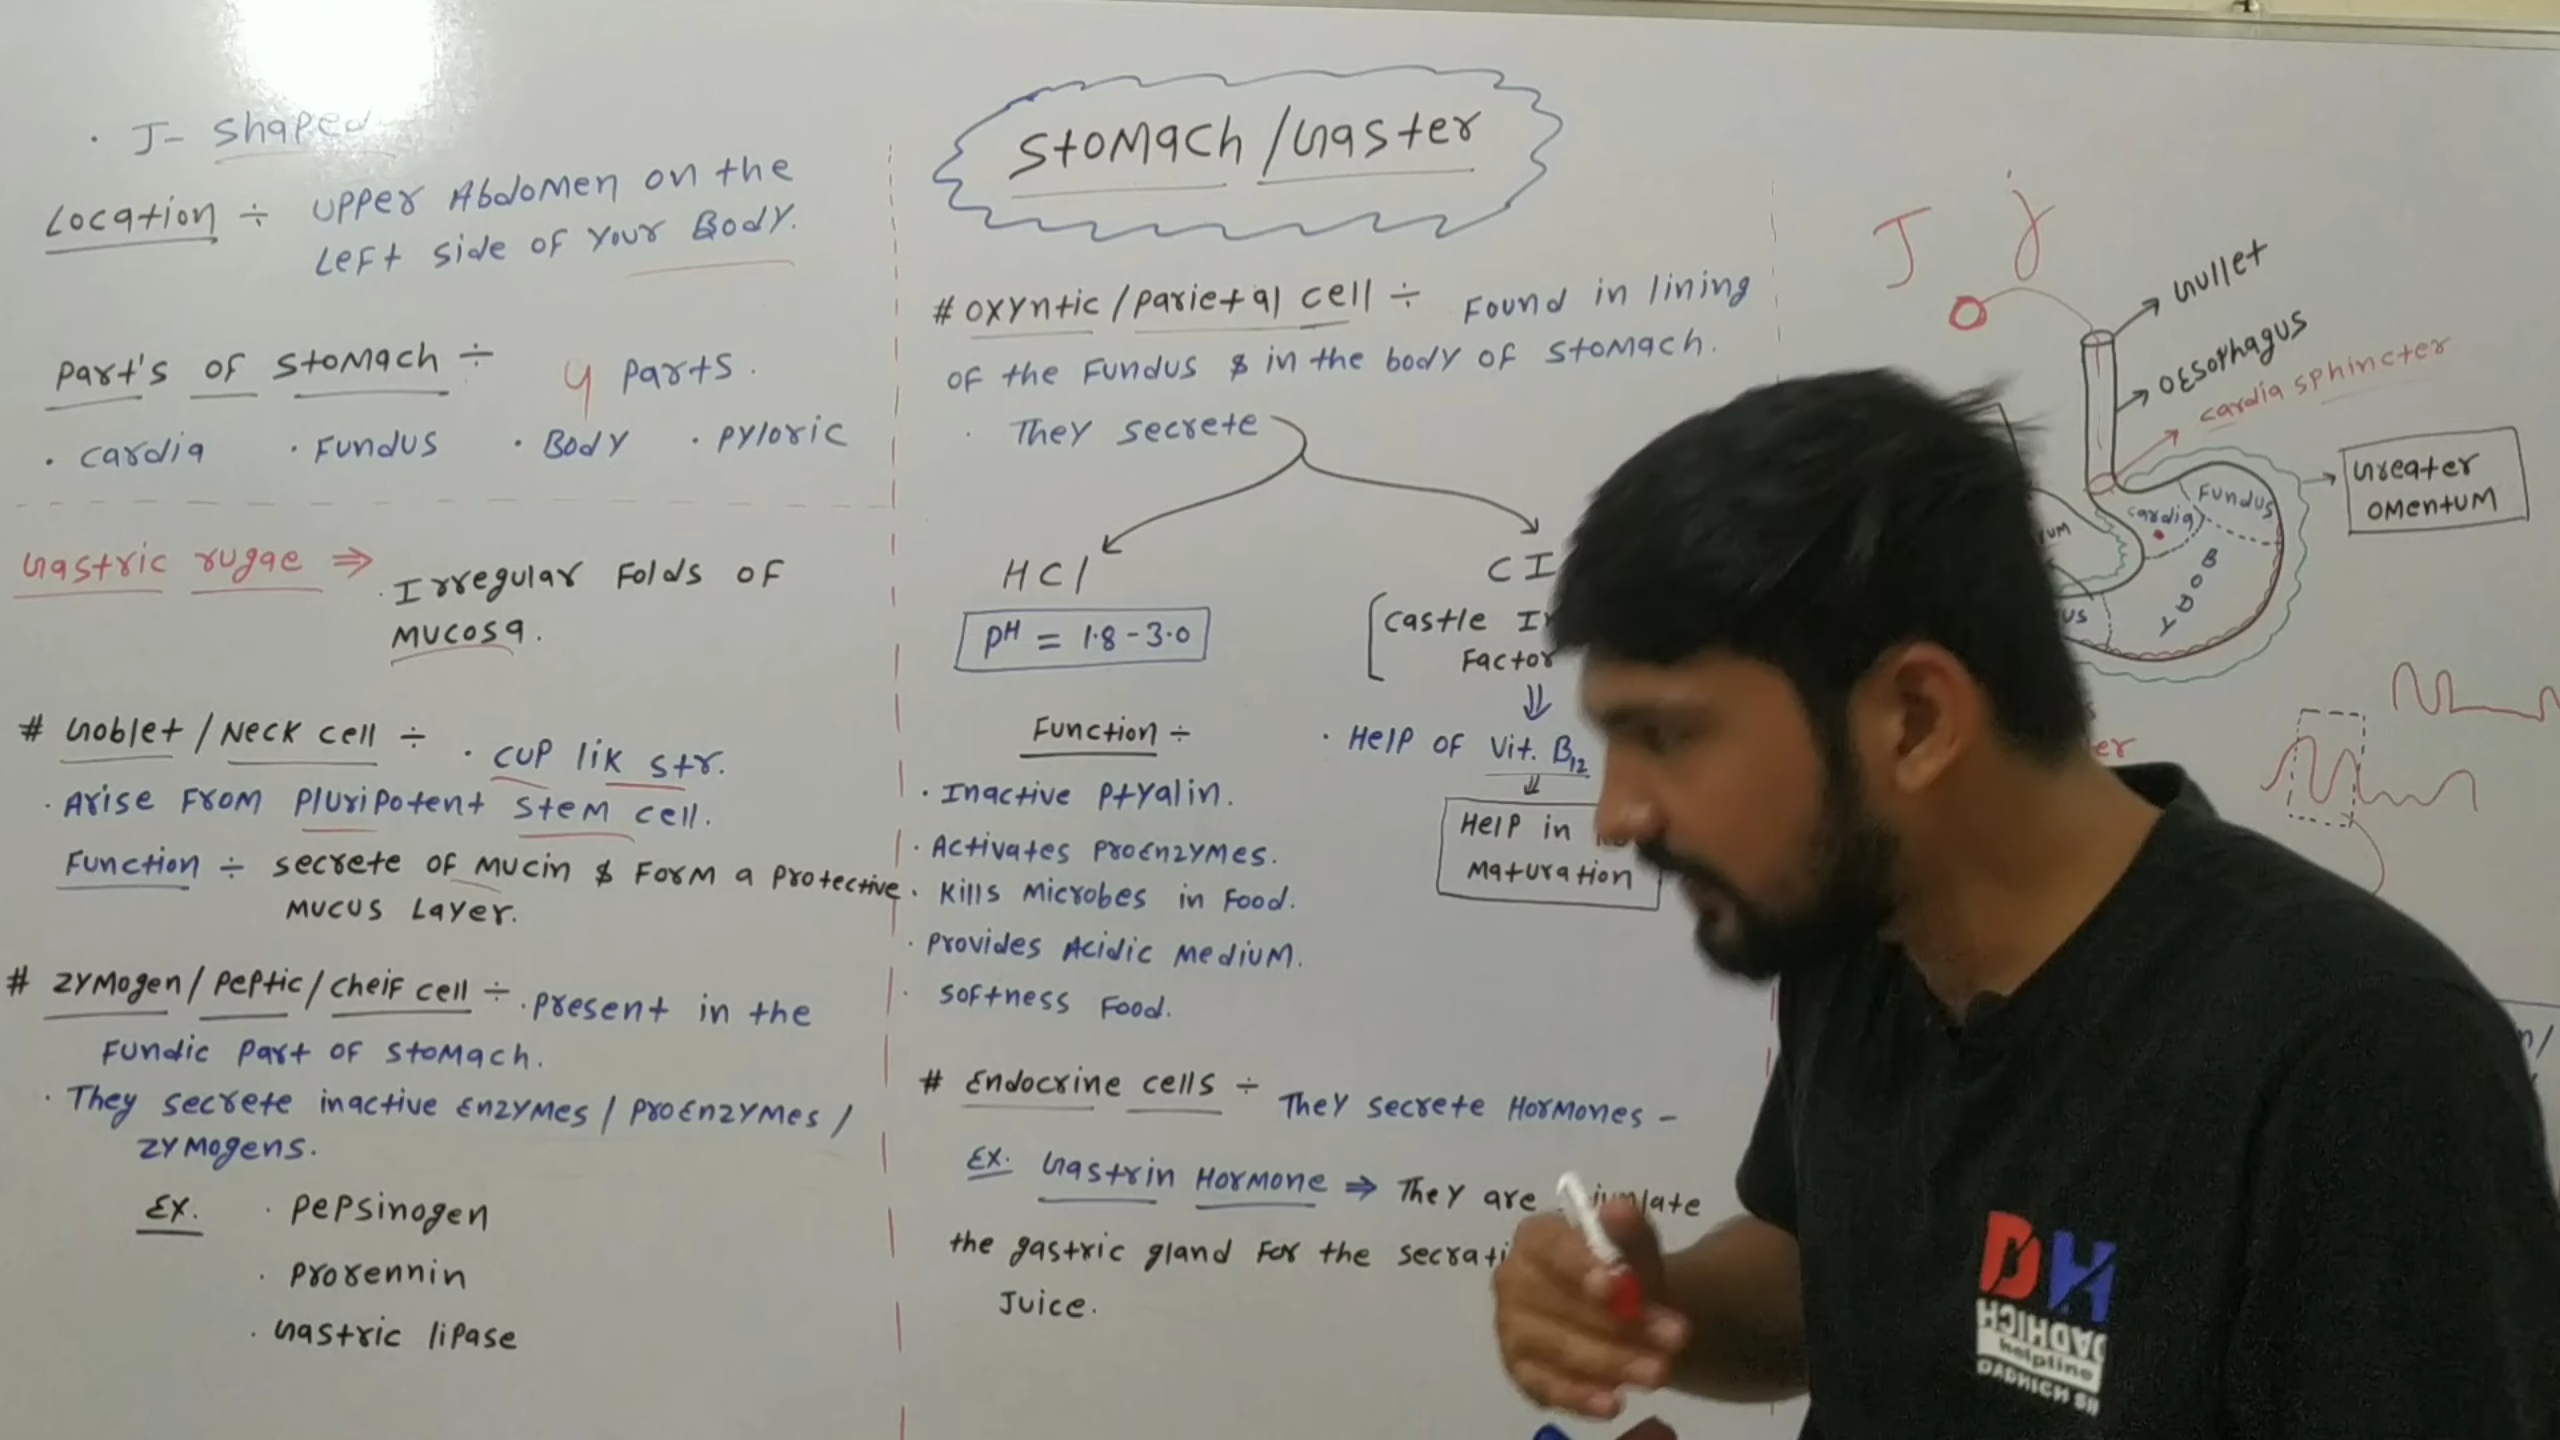 Stomach / Gaster
· J- Shaped
Location ÷ Upper Abdomen on the
Left side of Your Body.
Part's of Stomach ÷ 4 Parts.
· Cardia · Fundus · Body · Pyloric
Gastric rugae ⇒ · Irregular Folds of
Mucosa.
# Goblet / Neck cell ÷ · Cup lik str.
· Arise From Pluripotent Stem cell.
Function ÷ secrete of Mucin & Form a Protective
Mucus Layer.
# Zymogen / Peptic / Cheif cell ÷ · Present in the
Fundic Part of Stomach.
· They secrete inactive Enzymes / ProEnzymes /
Zymogens.
Ex. · Pepsinogen
· Prorennin
· Gastric lipase
# Oxyntic / Parietal cell ÷ Found in lining
of the Fundus & in the body of Stomach.
· They secrete
HCl
PH = 1.8 - 3.0
Function ÷
· Inactive Ptyalin.
· Activates ProEnzymes.
· Kills Microbes in Food.
· Provides Acidic Medium.
· Softness Food.
CI
[Castle
Factor
· Help of Vit. B12
Help in
Maturation
# Endocrine cells ÷ They secrete Hormones -
Ex. Gastrin Hormone ⇒ They are
the gastric gland For the
Juice.
J j
Gullet
Oesophagus
Cardia Sphincter
Greater
Omentum
Fundus
Cardia
BODY
DH
DADHICH
helpline